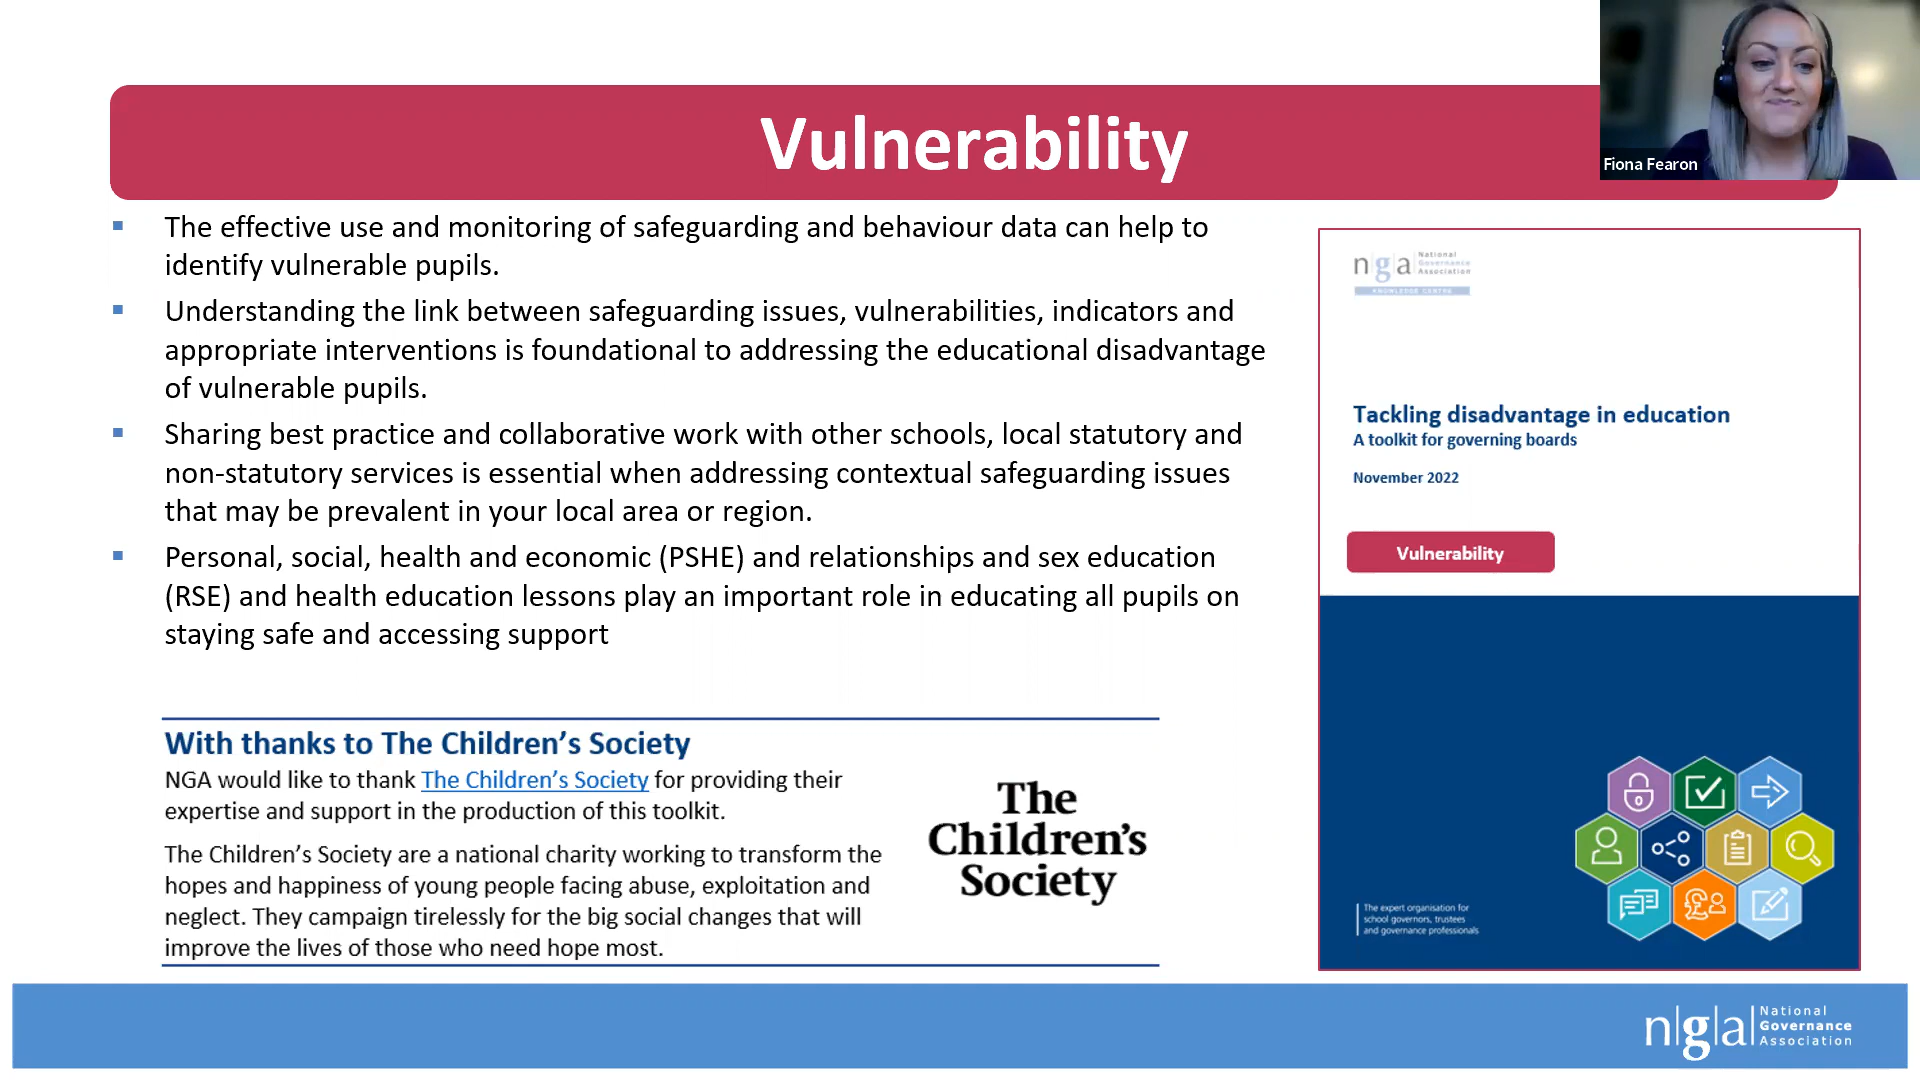 Vulnerability
Fiona Fearon
The effective use and monitoring of safeguarding and behaviour data can help to
identify vulnerable pupils.
Understanding the link between safeguarding issues, vulnerabilities, indicators and
appropriate interventions is foundational to addressing the educational disadvantage
of vulnerable pupils.
Sharing best practice and collaborative work with other schools, local statutory and
non-statutory services is essential when addressing contextual safeguarding issues
that may be prevalent in your local area or region.
Personal, social, health and economic (PSHE) and relationships and sex education
(RSE) and health education lessons play an important role in educating all pupils on
staying safe and accessing support
With thanks to The Children's Society
NGA would like to thank The Children's Society for providing their
expertise and support in the production of this toolkit.
The Children's Society are a national charity working to transform the
hopes and happiness of young people facing abuse, exploitation and
neglect. They campaign tirelessly for the big social changes that will
improve the lives of those who need hope most.
The
Children's
Society
n|g|a
National
Governance
Association
KNOWLEDGE CENTRE
Tackling disadvantage in education
A toolkit for governing boards
November 2022
Vulnerability
The expert organisation for
school governors, trustees
and governance professionals
n|g|a
National
Governance
Association